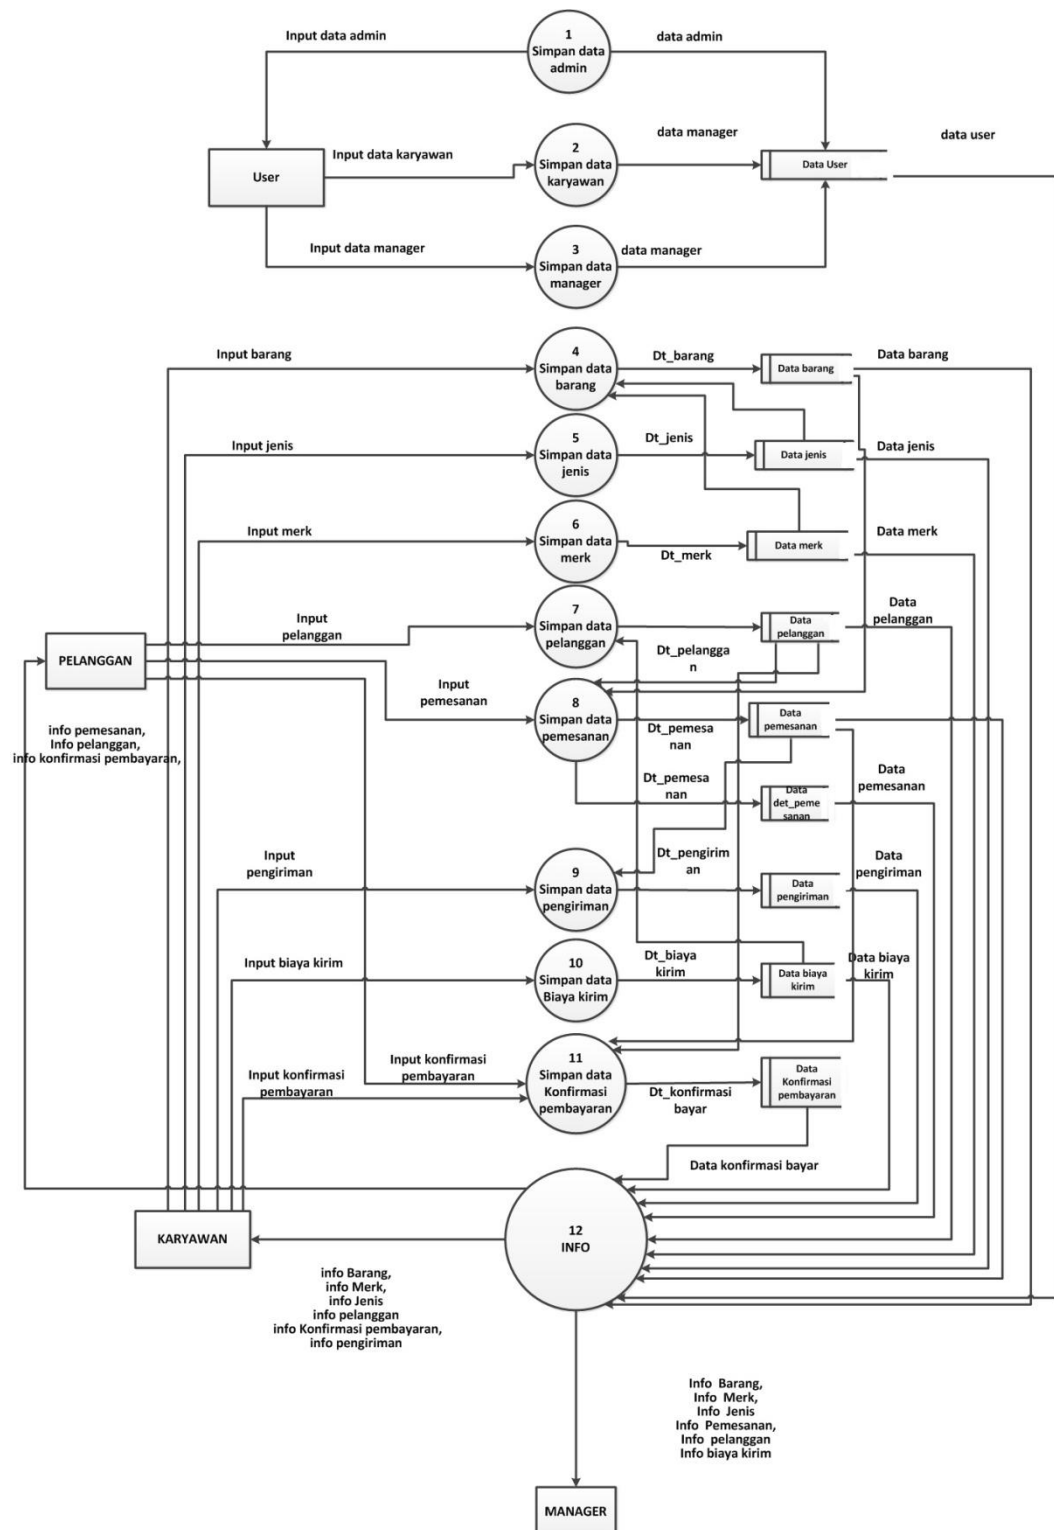 Input data admin
1
Simpan data
admin
data admin
User
Input data karyawan
2
Simpan data
karyawan
data manager
Data User
data user
Input data manager
3
Simpan data
manager
data manager
Input barang
4
Simpan data
barang
Dt_barang
Data barang
Data barang
Input jenis
5
Simpan data
jenis
Dt_jenis
Data jenis
Data jenis
Input merk
6
Simpan data
merk
Dt_merk
Data merk
Data merk
PELANGGAN
Input
pelanggan
7
Simpan data
pelanggan
Dt_pelangga
n
Data
pelanggan
Data
pelanggan
Input
pemesanan
8
Simpan data
pemesanan
Dt_pemesa
nan
Data
pemesanan
info pemesanan,
Info pelanggan,
info konfirmasi pembayaran,
Dt_pemesa
nan
Data
det_peme
sanan
Data
pemesanan
Input
pengiriman
9
Simpan data
pengiriman
Dt_pengirim
an
Data
pengiriman
Data
pengiriman
Input biaya kirim
10
Simpan data
Biaya kirim
Dt_biaya
kirim
Data biaya
kirim
Data biaya
kirim
Input konfirmasi
pembayaran
Input konfirmasi
pembayaran
11
Simpan data
Konfirmasi
pembayaran
Dt_konfirmasi
bayar
Data
Konfirmasi
pembayaran
Data konfirmasi bayar
KARYAWAN
12
INFO
info Barang,
info Merk,
info Jenis
info pelanggan
info Konfirmasi pembayaran,
info pengiriman
Info  Barang,
Info  Merk,
Info  Jenis
Info  Pemesanan,
Info  pelanggan
Info biaya kirim
MANAGER